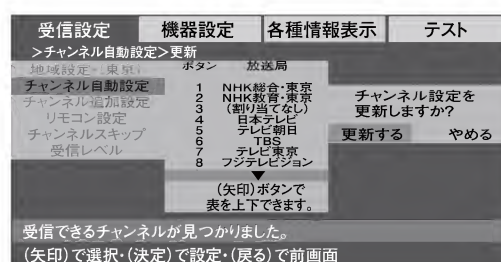 受信設定 機器設定 各種情報表示 テスト
>チャンネル自動設定>更新
地域設定 東京
チャンネル自動設定
チャンネル追加設定
リモコン設定
チャンネルスキップ
受信レベル
ボタン 放送局
1 NHK総合・東京
2 NHK教育・東京
3 (割り当てなし)
4 日本テレビ
5 テレビ朝日
6 TBS
7 テレビ東京
8 フジテレビジョン
▼
(矢印)ボタンで
表を上下できます。
チャンネル設定を
更新しますか?
更新する やめる
受信できるチャンネルが見つかりました。
(矢印)で選択・(決定)で設定・(戻る)で前画面